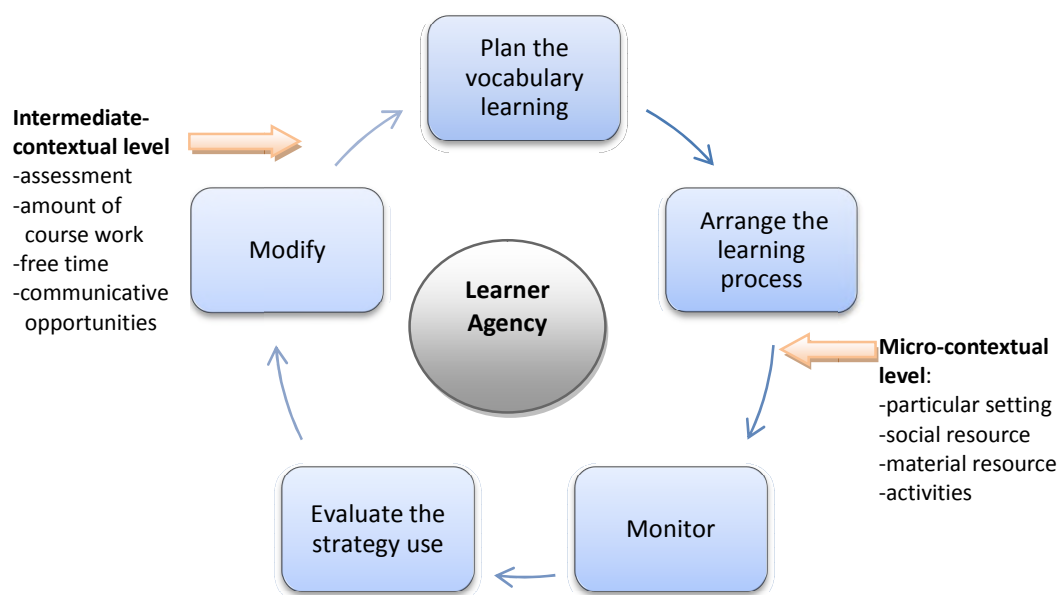 Plan the
vocabulary
learning
Intermediate-
contextual level
-assessment
-amount of
course work
-free time
-communicative
opportunities
Modify
Arrange the
learning
process
Learner
Agency
Micro-contextual
level:
-particular setting
-social resource
-material resource
-activities
Evaluate the
strategy use
Monitor